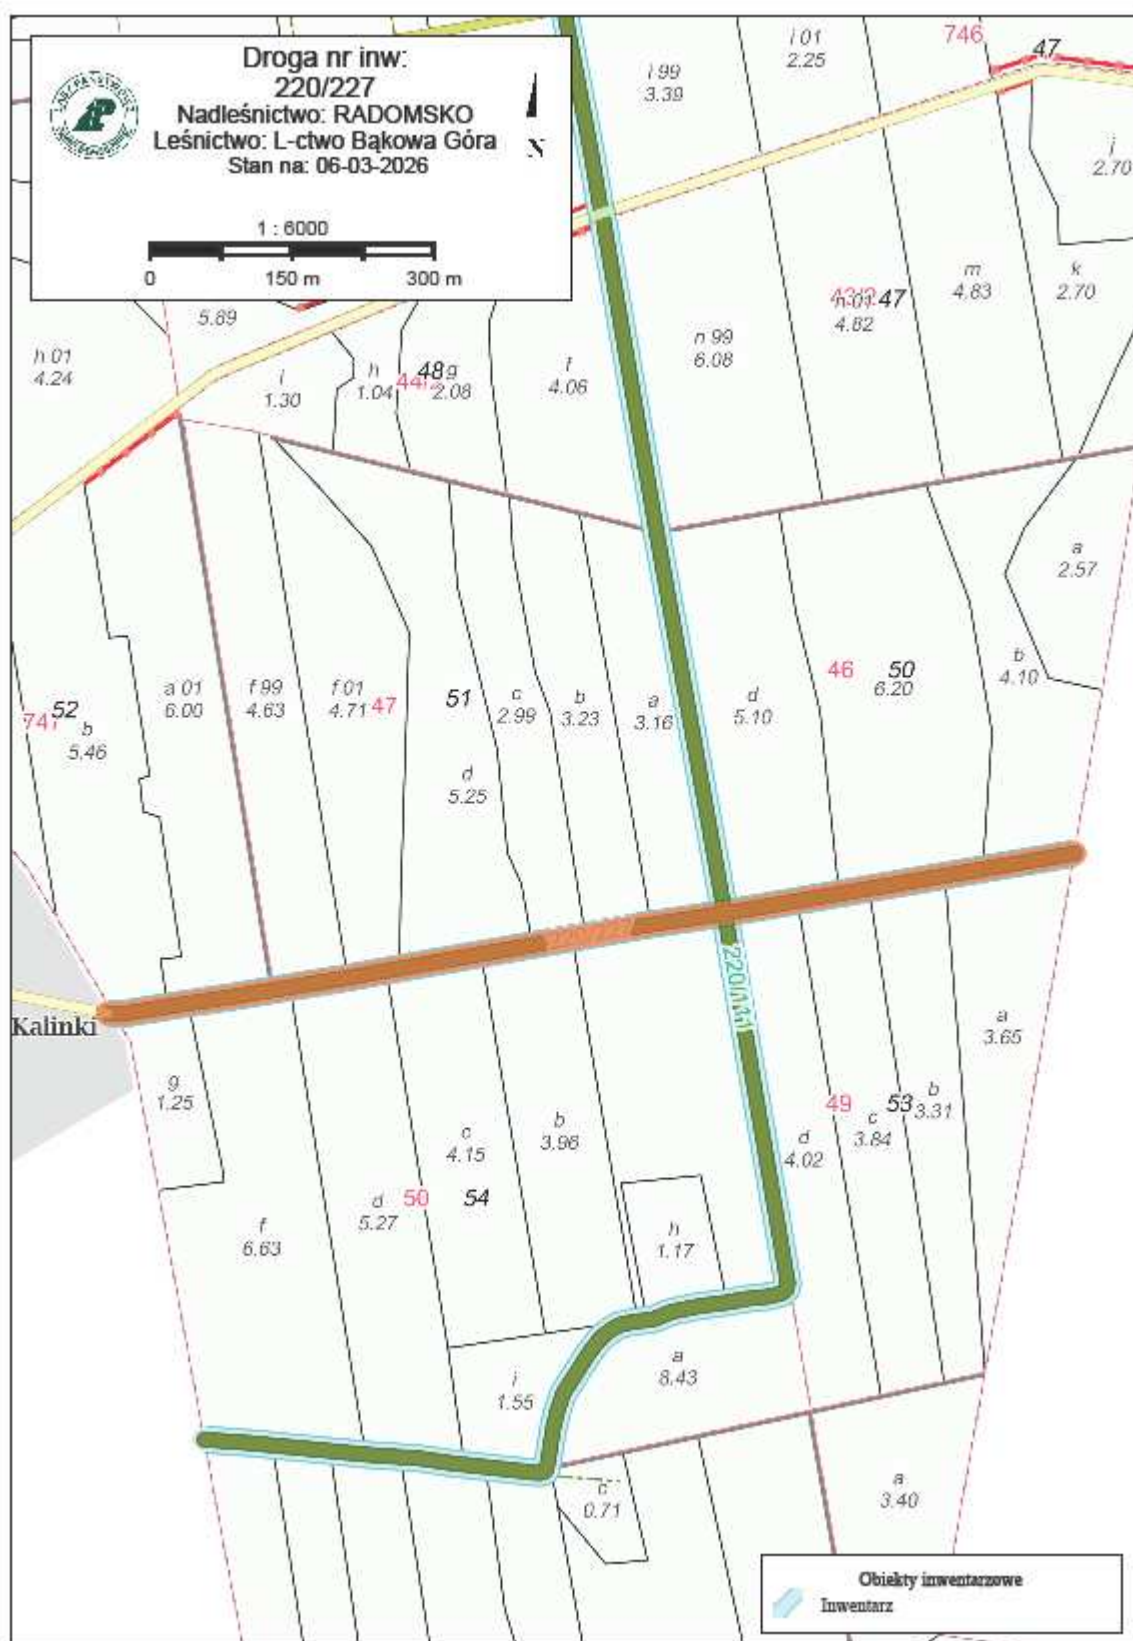 Droga nr inw:
220/227
Nadleśnictwo: RADOMSKO
Leśnictwo: L-ctwo Bąkowa Góra
Stan na: 06-03-2026
N
1 : 6000
0 150 m 300 m
l 99
3.39
l 01
2.25
746
47
j
2.70
5.89
h 01
4.24
i
1.30
h
1.04
48
g
2.08
f
4.06
n 99
6.08
47
4.82
m
4.83
k
2.70
a
2.57
52
747
b
5.46
a 01
6.00
f 99
4.63
f 01
4.71
47
51
c
2.99
b
3.23
a
3.16
d
5.10
46
50
6.20
b
4.10
d
5.25
220/227
Kalinki
g
1.25
c
4.15
b
3.96
a
3.65
49
53
b
3.31
c
3.84
d
4.02
50
54
d
5.27
f
6.63
h
1.17
i
1.55
a
8.43
c
0.71
a
3.40
Obiekty inwentarzowe
Inwentarz